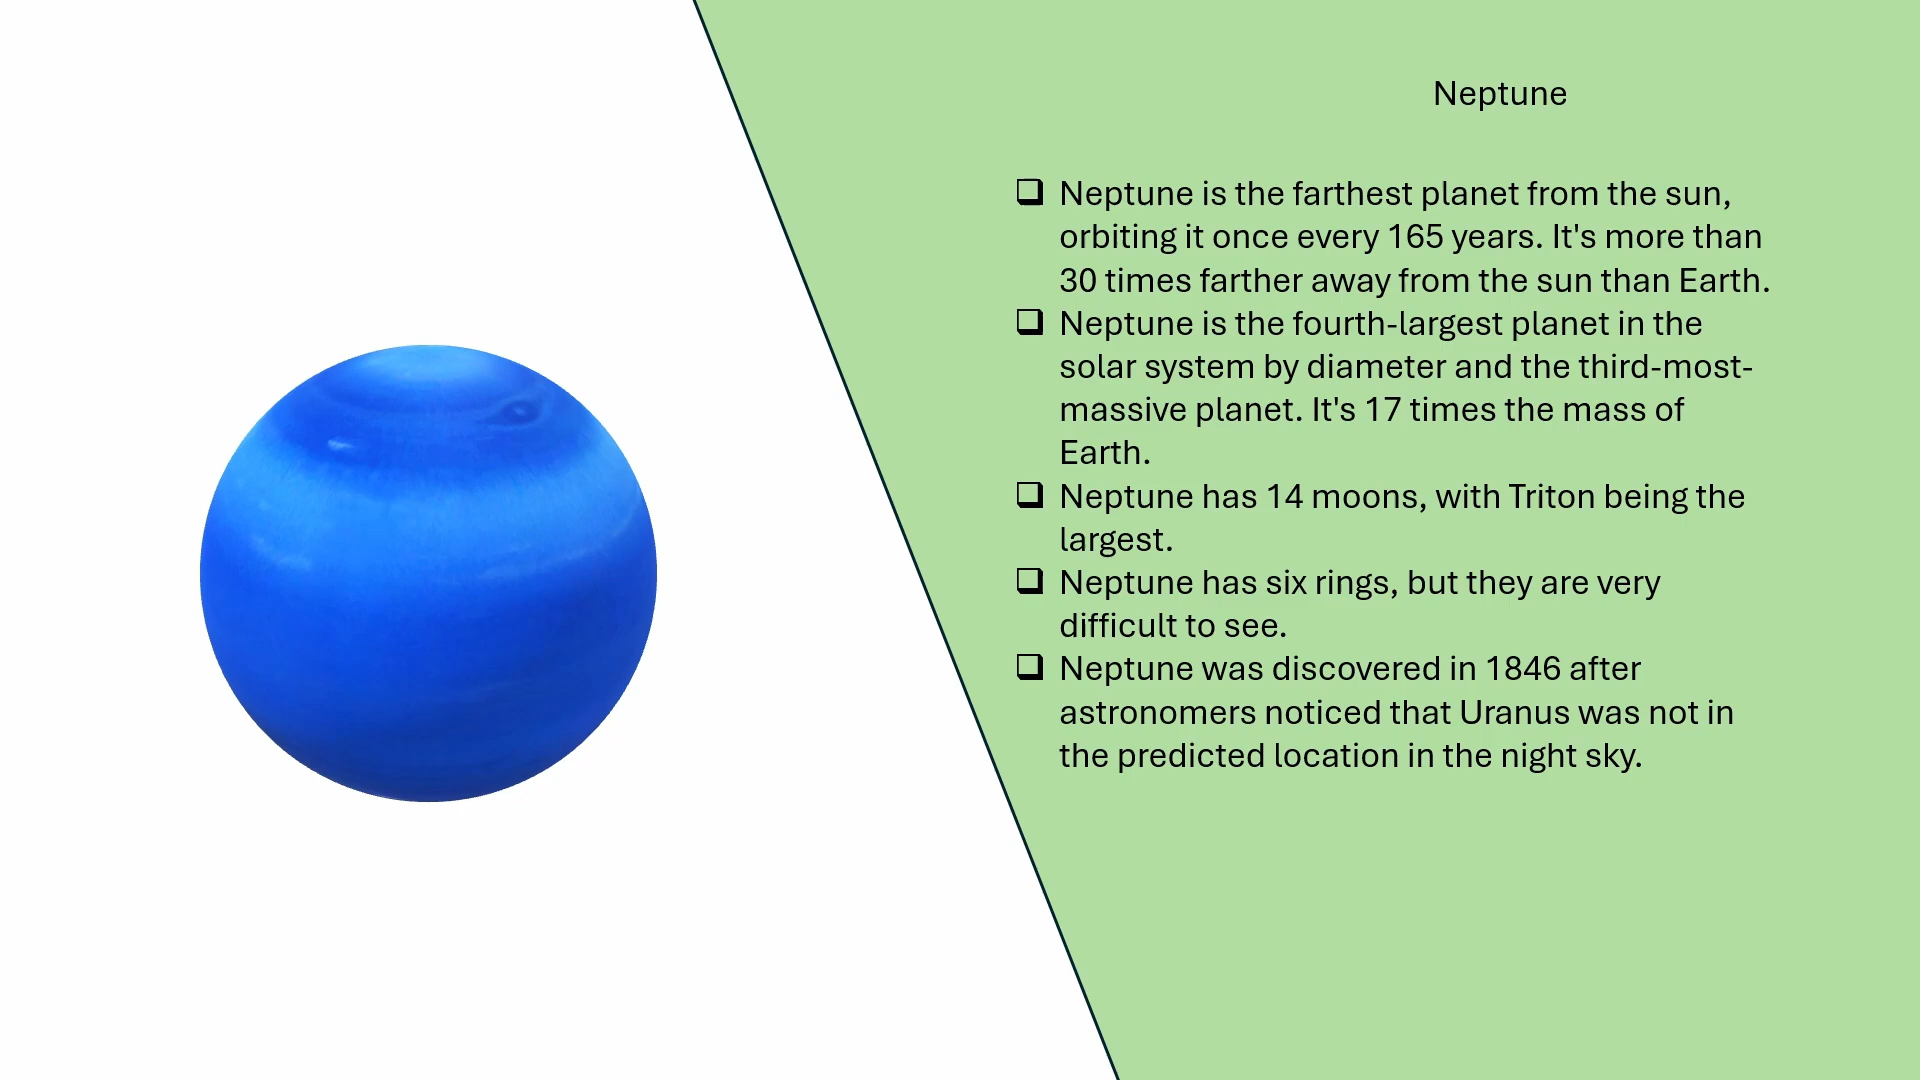 Neptune
❑ Neptune is the farthest planet from the sun,
orbiting it once every 165 years. It's more than
30 times farther away from the sun than Earth.
❑ Neptune is the fourth-largest planet in the
solar system by diameter and the third-most-
massive planet. It's 17 times the mass of
Earth.
❑ Neptune has 14 moons, with Triton being the
largest.
❑ Neptune has six rings, but they are very
difficult to see.
❑ Neptune was discovered in 1846 after
astronomers noticed that Uranus was not in
the predicted location in the night sky.